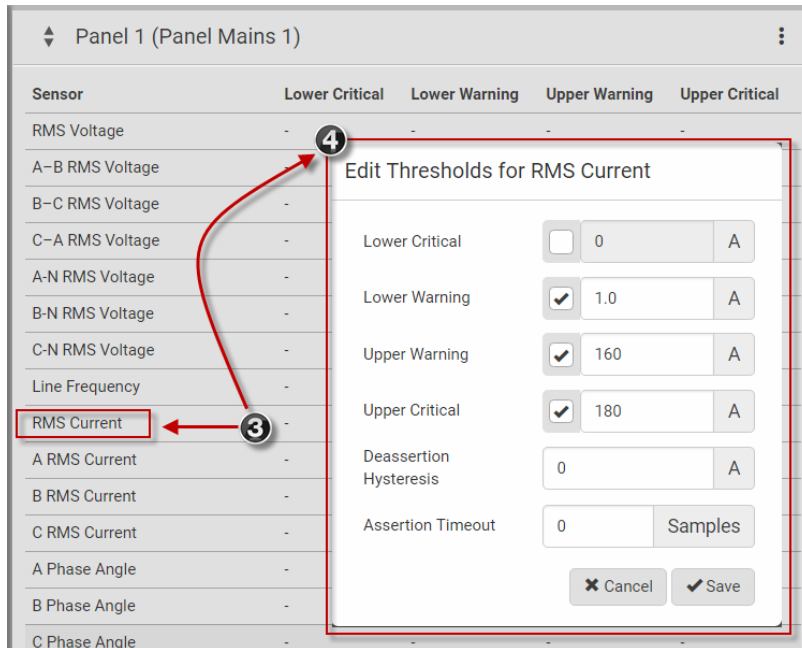 Panel 1 (Panel Mains 1)
Sensor Lower Critical Lower Warning Upper Warning Upper Critical
RMS Voltage - - - -
A–B RMS Voltage -
B–C RMS Voltage -
C–A RMS Voltage -
A-N RMS Voltage -
B-N RMS Voltage -
C-N RMS Voltage -
Line Frequency -
RMS Current -
A RMS Current -
B RMS Current -
C RMS Current -
A Phase Angle -
B Phase Angle -
C Phase Angle - - - -
3
4
Edit Thresholds for RMS Current
Lower Critical 0 A
Lower Warning 1.0 A
Upper Warning 160 A
Upper Critical 180 A
Deassertion
Hysteresis 0 A
Assertion Timeout 0 Samples
Cancel Save